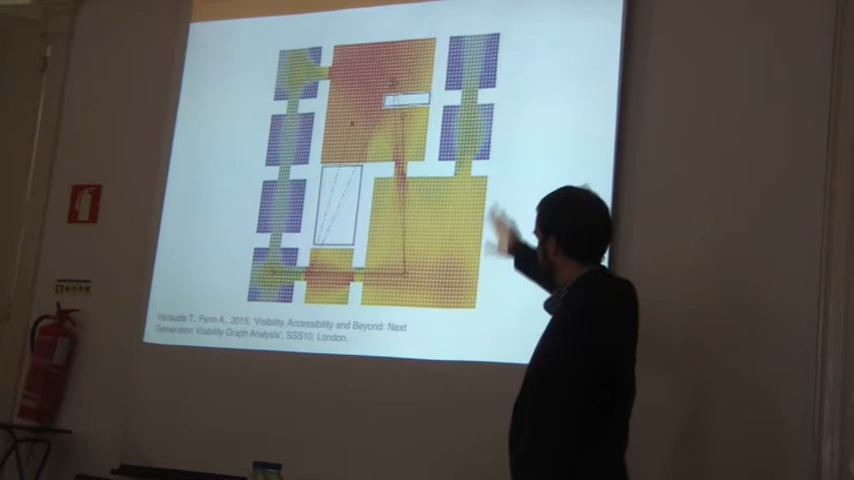 Varoudis T., Penn A., 2015, 'Visibility, Accessibility and Beyond: Next
Generation Visibility Graph Analysis', SSS10, London.